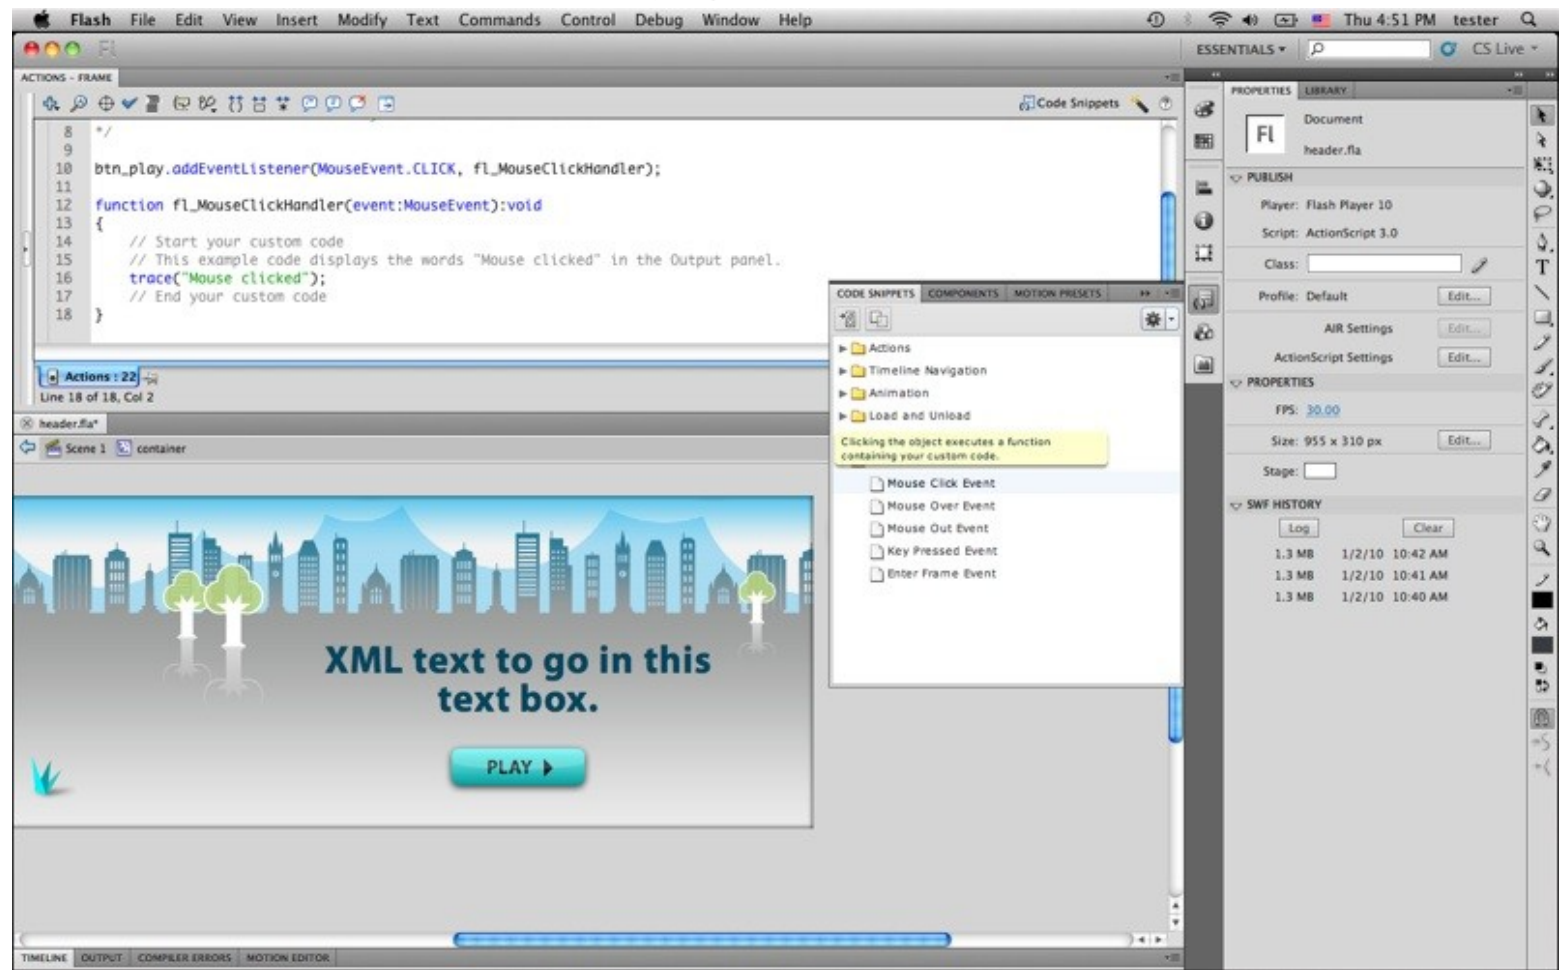 Flash File Edit View Insert Modify Text Commands Control Debug Window Help
Thu 4:51 PM tester
Fl
ESSENTIALS
CS Live
ACTIONS - FRAME
Code Snippets
8 */
9
10 btn_play.addEventListener(MouseEvent.CLICK, fl_MouseClickHandler);
11
12 function fl_MouseClickHandler(event:MouseEvent):void
13 {
14 // Start your custom code
15 // This example code displays the words "Mouse clicked" in the Output panel.
16 trace("Mouse clicked");
17 // End your custom code
18 }
Actions : 22
Line 18 of 18, Col 2
header.fla*
Scene 1 container
XML text to go in this
text box.
PLAY
CODE SNIPPETS COMPONENTS MOTION PRESETS
Actions
Timeline Navigation
Animation
Load and Unload
Clicking the object executes a function
containing your custom code.
Mouse Click Event
Mouse Over Event
Mouse Out Event
Key Pressed Event
Enter Frame Event
PROPERTIES LIBRARY
Fl
Document
header.fla
PUBLISH
Player: Flash Player 10
Script: ActionScript 3.0
Class:
Profile: Default Edit...
AIR Settings Edit...
ActionScript Settings Edit...
PROPERTIES
FPS: 30.00
Size: 955 x 310 px Edit...
Stage:
SWF HISTORY
Log Clear
1.3 MB 1/2/10 10:42 AM
1.3 MB 1/2/10 10:41 AM
1.3 MB 1/2/10 10:40 AM
T
TIMELINE OUTPUT COMPILER ERRORS MOTION EDITOR